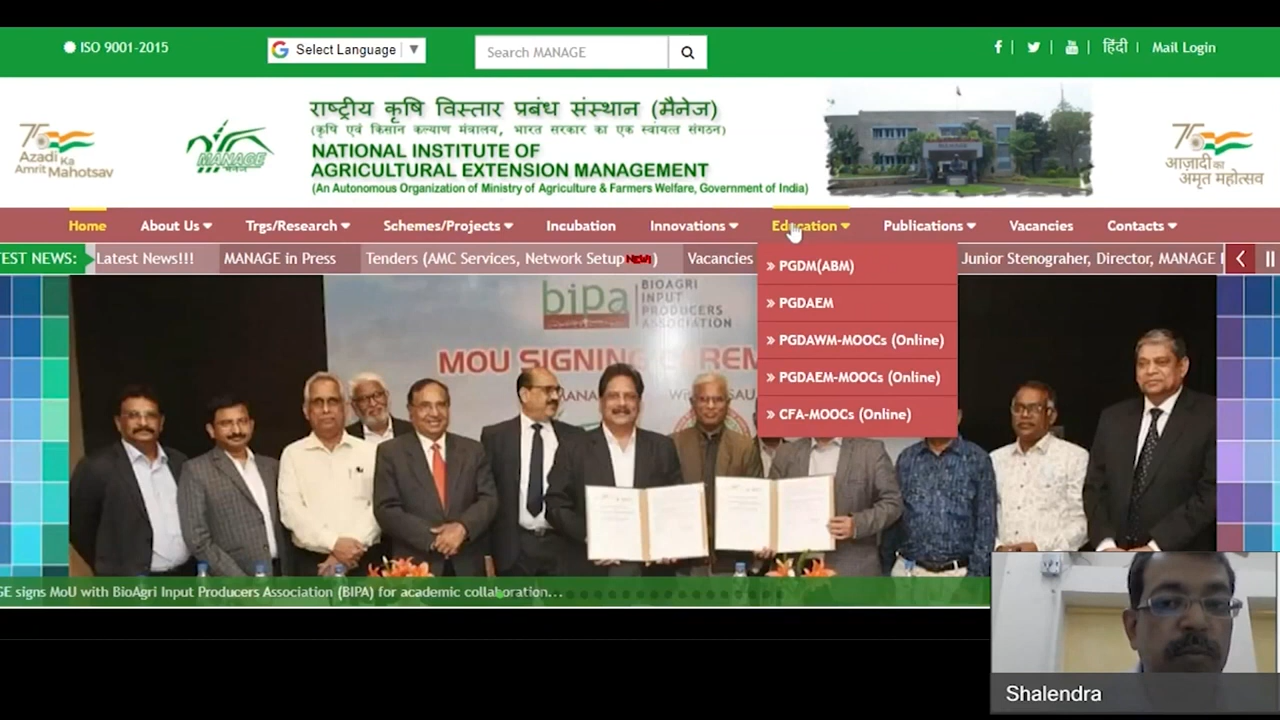 ISO 9001-2015
Select Language
Search MANAGE
हिंदी
Mail Login
75
Azadi Ka
Amrit Mahotsav
MANAGE
मैनेज
राष्ट्रीय कृषि विस्तार प्रबंध संस्थान (मैनेज)
(कृषि एवं किसान कल्याण मंत्रालय, भारत सरकार का एक स्वायत्त संगठन)
NATIONAL INSTITUTE OF
AGRICULTURAL EXTENSION MANAGEMENT
(An Autonomous Organization of Ministry of Agriculture & Farmers Welfare, Government of India)
75
आज़ादी का
अमृत महोत्सव
Home About Us Trgs/Research Schemes/Projects Incubation Innovations Education Publications Vacancies Contacts
EST NEWS: Latest News!!! MANAGE in Press Tenders (AMC Services, Network Setup NEW! ) Vacancies Junior Stenograher, Director, MANAGE
» PGDM(ABM)
» PGDAEM
» PGDAWM-MOOCs (Online)
» PGDAEM-MOOCs (Online)
» CFA-MOOCs (Online)
bipa
BIOAGRI
INPUT
PRODUCERS
ASSOCIATION
MOU SIGNING CEREM
GE signs MoU with BioAgri Input Producers Association (BIPA) for academic collaboration...
Shalendra